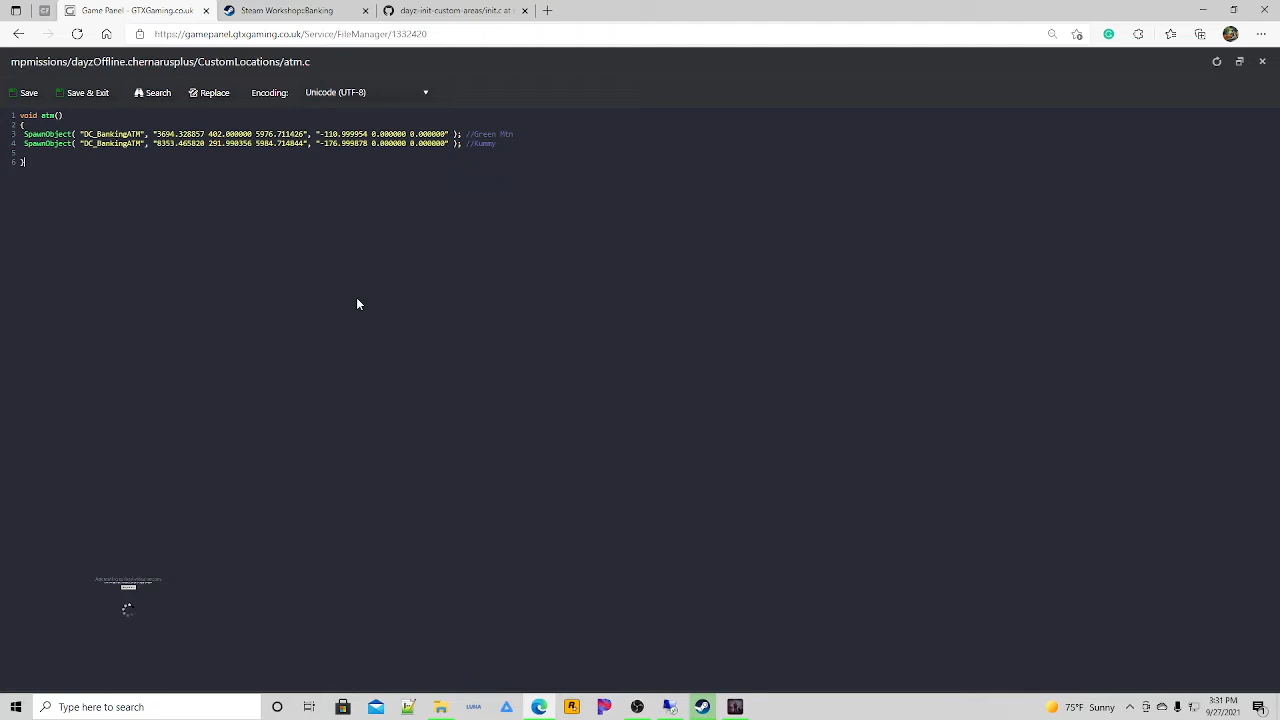 Game Panel - GTXGaming.co.uk
Steam Workshop::Banking
dayz-init-custom-areas/init.c at
https://gamepanel.gtxgaming.co.uk/Service/FileManager/1332420
mpmissions/dayzOffline.chernarusplus/CustomLocations/atm.c
Save Save & Exit Search Replace Encoding: Unicode (UTF-8)
1 void atm()
2 {
3 SpawnObject( "DC_BankingATM", "3694.328857 402.000000 5976.711426", "-110.999954 0.000000 0.000000" ); //Green Mtn
4 SpawnObject( "DC_BankingATM", "8353.465820 291.990356 5984.714844", "-176.999878 0.000000 0.000000" ); //Kummy
5
6 }
Type here to search
LUNA
75°F Sunny
3:31 PM
9/27/2021